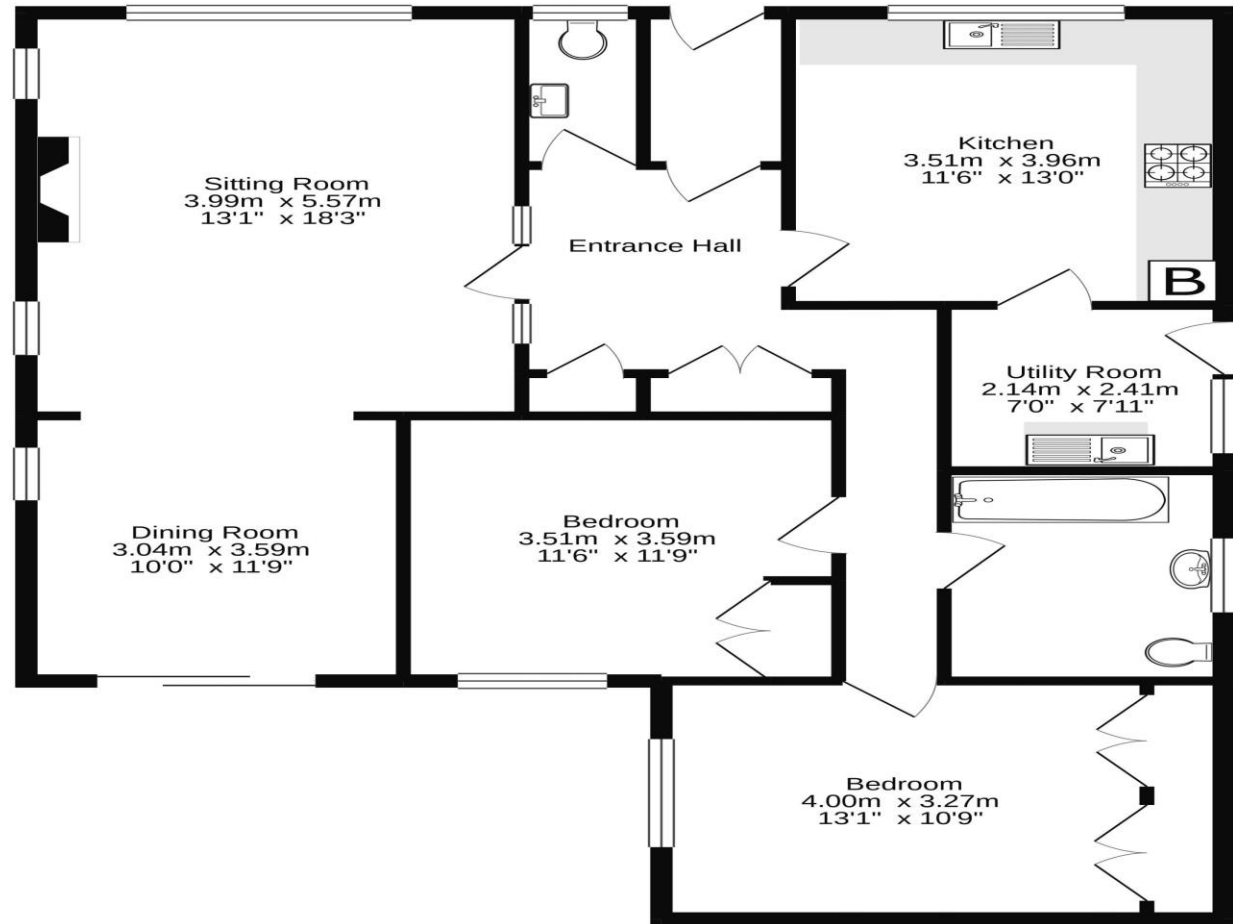 Sitting Room
3.99m x 5.57m
13'1" x 18'3"
Entrance Hall
Kitchen
3.51m x 3.96m
11'6" x 13'0"
B
Utility Room
2.14m x 2.41m
7'0" x 7'11"
Dining Room
3.04m x 3.59m
10'0" x 11'9"
Bedroom
3.51m x 3.59m
11'6" x 11'9"
Bedroom
4.00m x 3.27m
13'1" x 10'9"